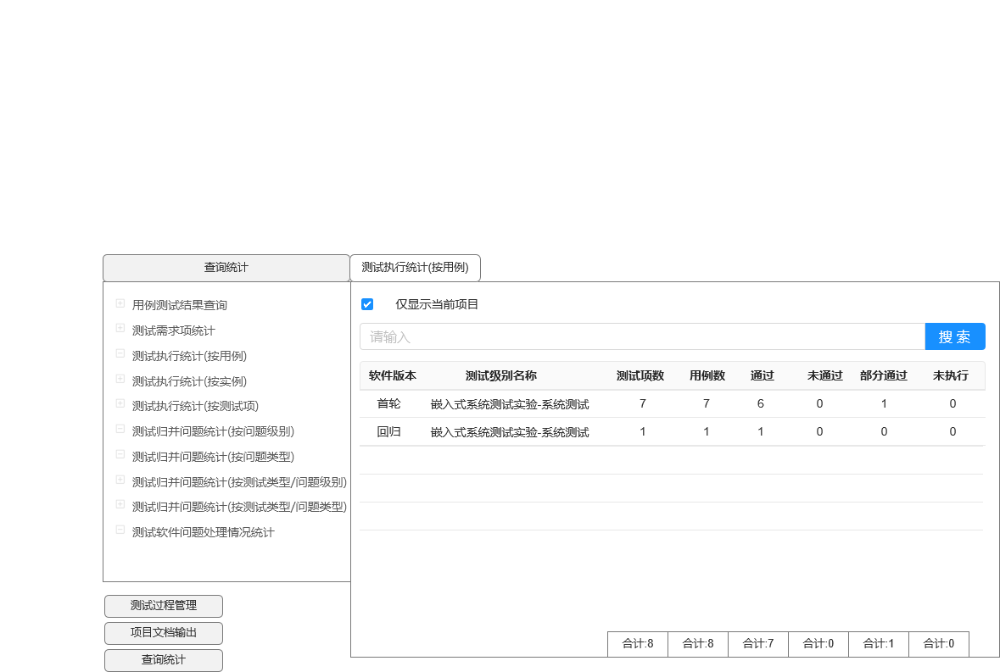 查询统计
测试执行统计(按用例)
用例测试结果查询
测试需求项统计
测试执行统计(按用例)
测试执行统计(按实例)
测试执行统计(按测试项)
测试归并问题统计(按问题级别)
测试归并问题统计(按问题类型)
测试归并问题统计(按测试类型/问题级别)
测试归并问题统计(按测试类型/问题类型)
测试软件问题处理情况统计
仅显示当前项目
请输入 搜索
软件版本 测试级别名称 测试项数 用例数 通过 未通过 部分通过 未执行
首轮 嵌入式系统测试实验-系统测试 7 7 6 0 1 0
回归 嵌入式系统测试实验-系统测试 1 1 1 0 0 0
合计:8 合计:8 合计:7 合计:0 合计:1 合计:0
测试过程管理
项目文档输出
查询统计